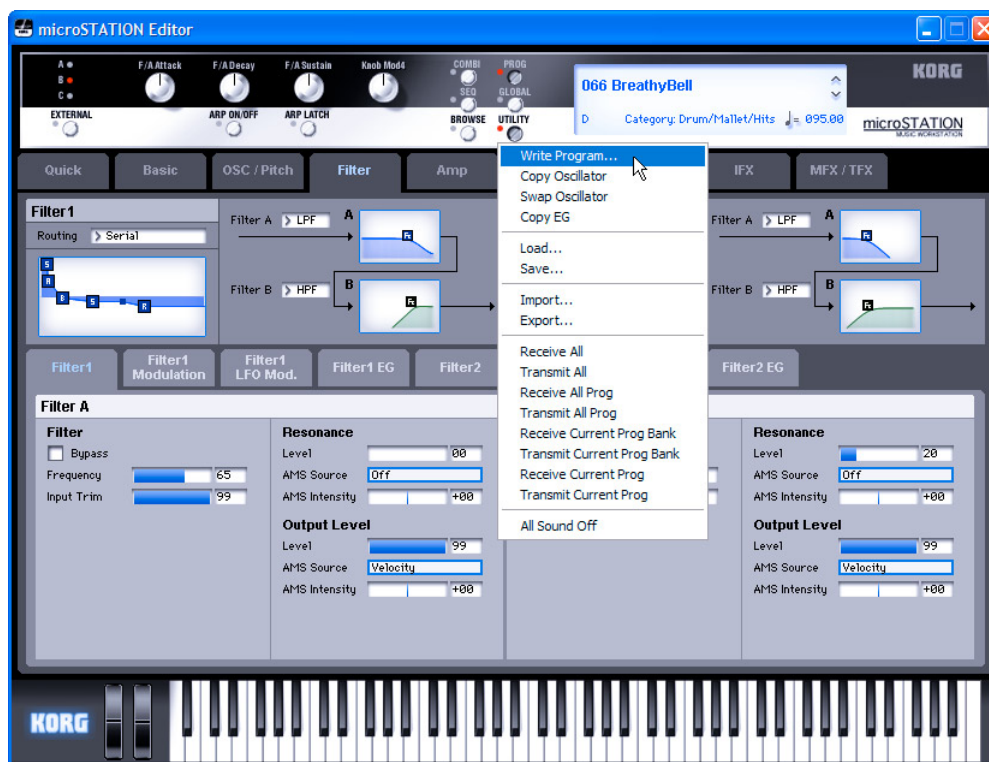 microSTATION Editor
A
B
C
F/A Attack
F/A Decay
F/A Sustain
Knob Mod4
COMBI
PROG
SEQ
GLOBAL
066 BreathyBell
KORG
EXTERNAL
ARP ON/OFF
ARP LATCH
BROWSE
UTILITY
D
Category: Drum/Mallet/Hits
♩= 095.00
microSTATION
MUSIC WORKSTATION
Quick
Basic
OSC / Pitch
Filter
Amp
IFX
MFX / TFX
Write Program...
Copy Oscillator
Swap Oscillator
Copy EG
Load...
Save...
Import...
Export...
Receive All
Transmit All
Receive All Prog
Transmit All Prog
Receive Current Prog Bank
Transmit Current Prog Bank
Receive Current Prog
Transmit Current Prog
All Sound Off
Filter1
Routing > Serial
S
R
B
S
R
Filter A > LPF
A
Fc
Filter B > HPF
B
Fc
Filter A > LPF
A
Fc
Filter B > HPF
B
Fc
Filter1
Filter1 Modulation
Filter1 LFO Mod.
Filter1 EG
Filter2
Filter2 EG
Filter A
Filter
Bypass
Frequency 65
Input Trim 99
Resonance
Level 00
AMS Source Off
AMS Intensity +00
Output Level
Level 99
AMS Source Velocity
AMS Intensity +00
Resonance
Level 20
AMS Source Off
AMS Intensity +00
Output Level
Level 99
AMS Source Velocity
AMS Intensity +00
KORG